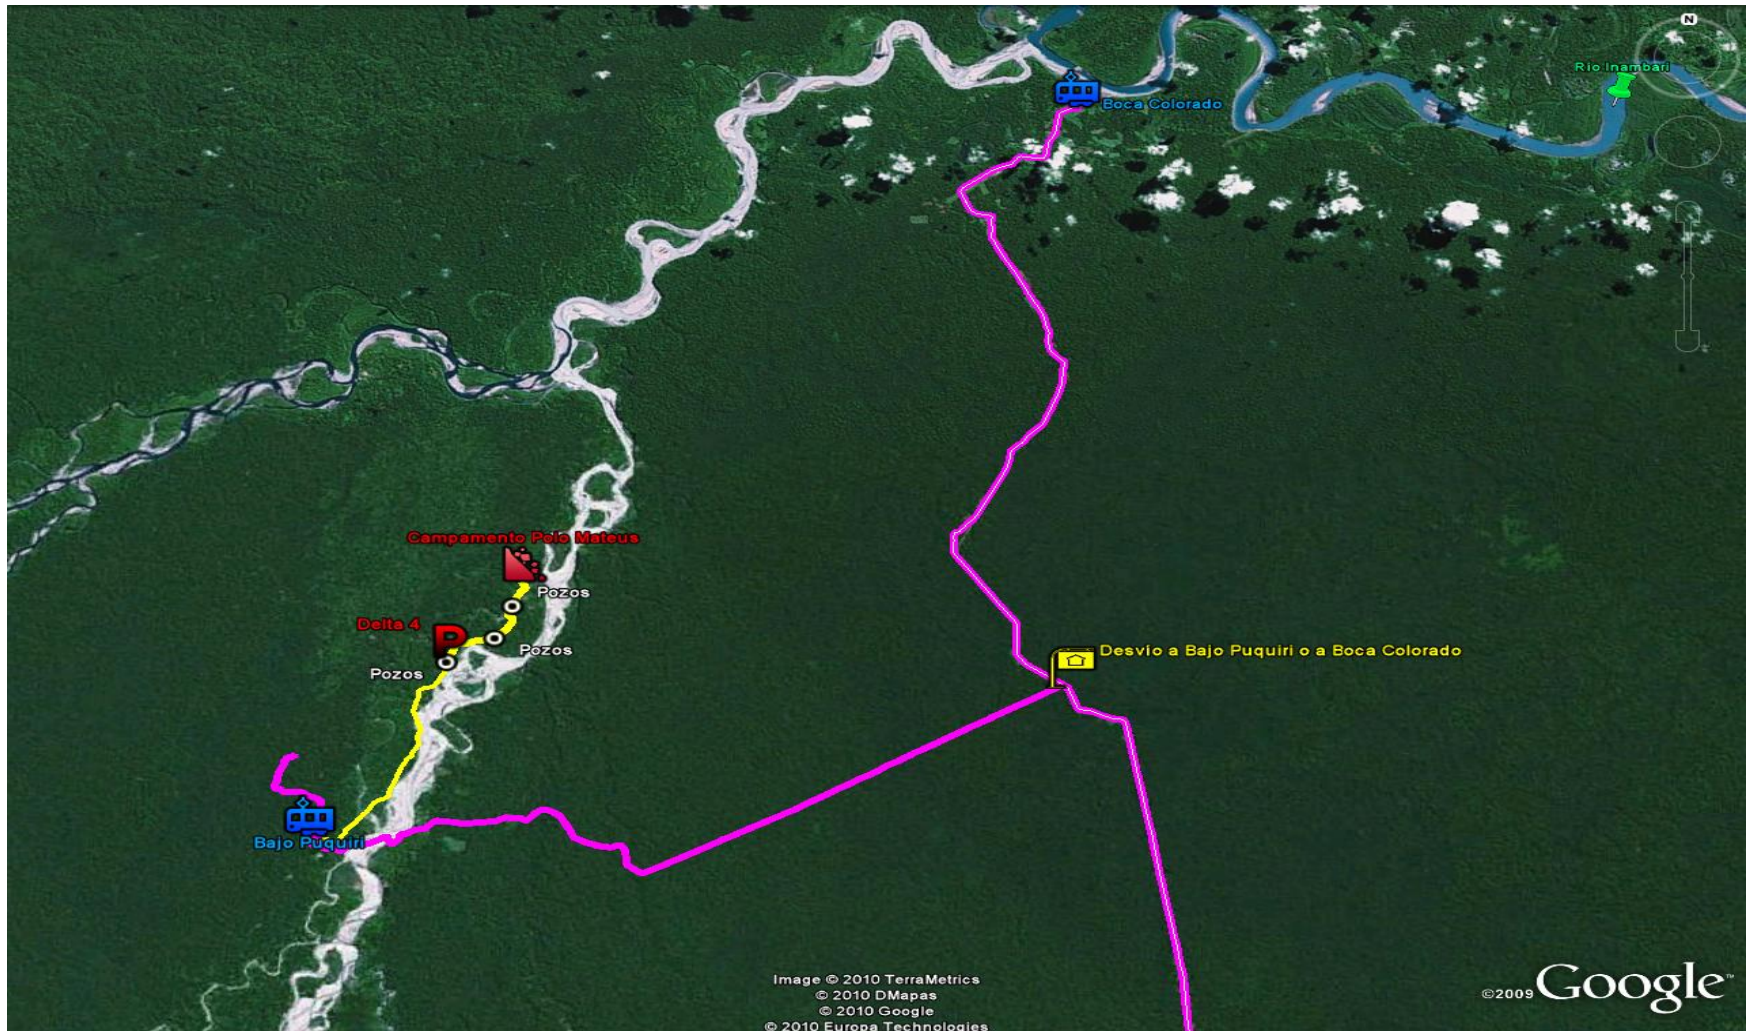 N
Rio Inambari
Boca Colorado
Campamento Polo Mateus
Pozos
Delta 4
P
Pozos
Pozos
Desvio a Bajo Puquiri o a Boca Colorado
Bajo Puquiri
Image © 2010 TerraMetrics
© 2010 DMapas
© 2010 Google
© 2010 Europa Technologies
©2009 Google™